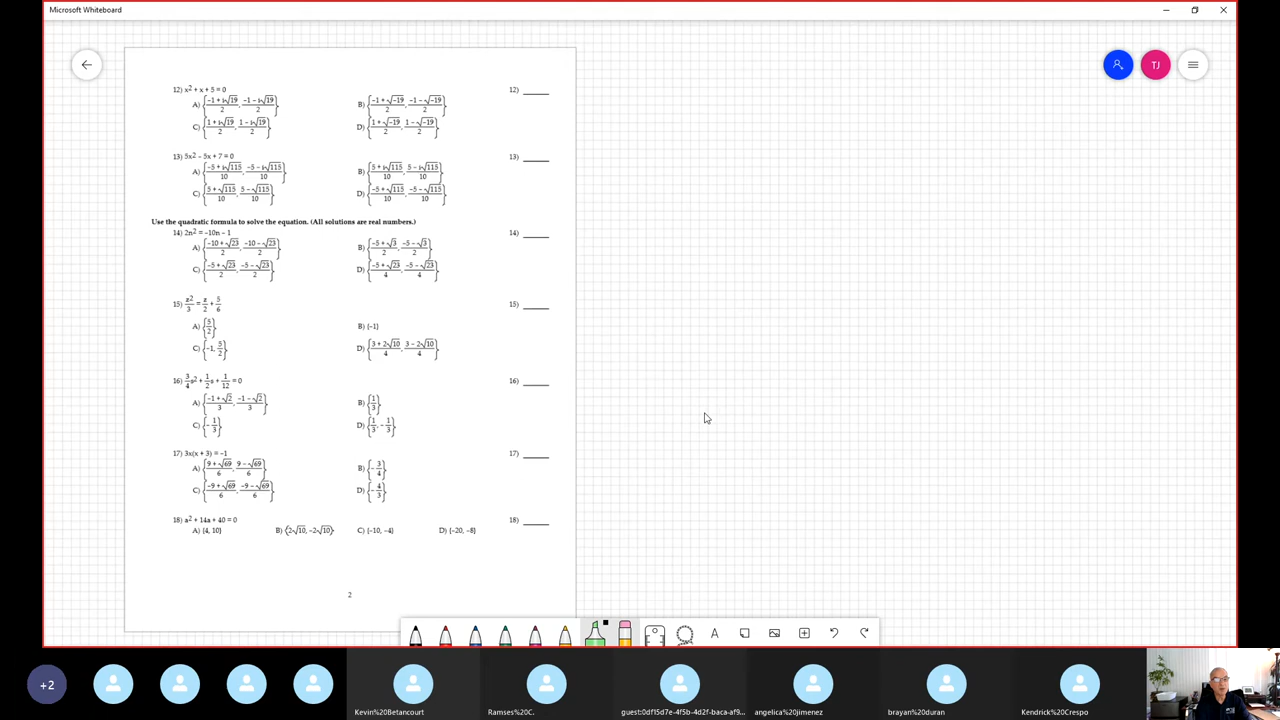 Microsoft Whiteboard
TJ
12) x² + x + 5 = 0
12) ______
A) {(-1 + i√19)/2, (-1 - i√19)/2}
B) {(-1 + √-19)/2, (-1 - √-19)/2}
C) {(1 + i√19)/2, (1 - i√19)/2}
D) {(1 + √-19)/2, (1 - √-19)/2}
13) 5x² - 5x + 7 = 0
13) ______
A) {(-5 + i√115)/10, (-5 - i√115)/10}
B) {(5 + i√115)/10, (5 - i√115)/10}
C) {(5 + √115)/10, (5 - √115)/10}
D) {(-5 + √115)/10, (-5 - √115)/10}
Use the quadratic formula to solve the equation. (All solutions are real numbers.)
14) 2n² = -10n - 1
14) ______
A) {(-10 + √23)/2, (-10 - √23)/2}
B) {(-5 + √3)/2, (-5 - √3)/2}
C) {(-5 + √23)/2, (-5 - √23)/2}
D) {(-5 + √23)/4, (-5 - √23)/4}
15) z²/3 = z/2 + 5/6
15) ______
A) {5/2}
B) {-1}
C) {-1, 5/2}
D) {(3 + 2√10)/4, (3 - 2√10)/4}
16) 3/4 s² + 1/2 s + 1/12 = 0
16) ______
A) {(-1 + √2)/3, (-1 - √2)/3}
B) {1/3}
C) {-1/3}
D) {1/3, -1/3}
17) 3x(x + 3) = -1
17) ______
A) {(9 + √69)/6, (9 - √69)/6}
B) {-3/4}
C) {(-9 + √69)/6, (-9 - √69)/6}
D) {-4/3}
18) a² + 14a + 40 = 0
18) ______
A) {4, 10}
B) {2√10, -2√10}
C) {-10, -4}
D) {-20, -8}
2
+2
Kevin%20Betancourt
Ramses%20C.
guest:0df15d7e-4f5b-4d2f-baca-af9...
angelica%20jimenez
brayan%20duran
Kendrick%20Crespo